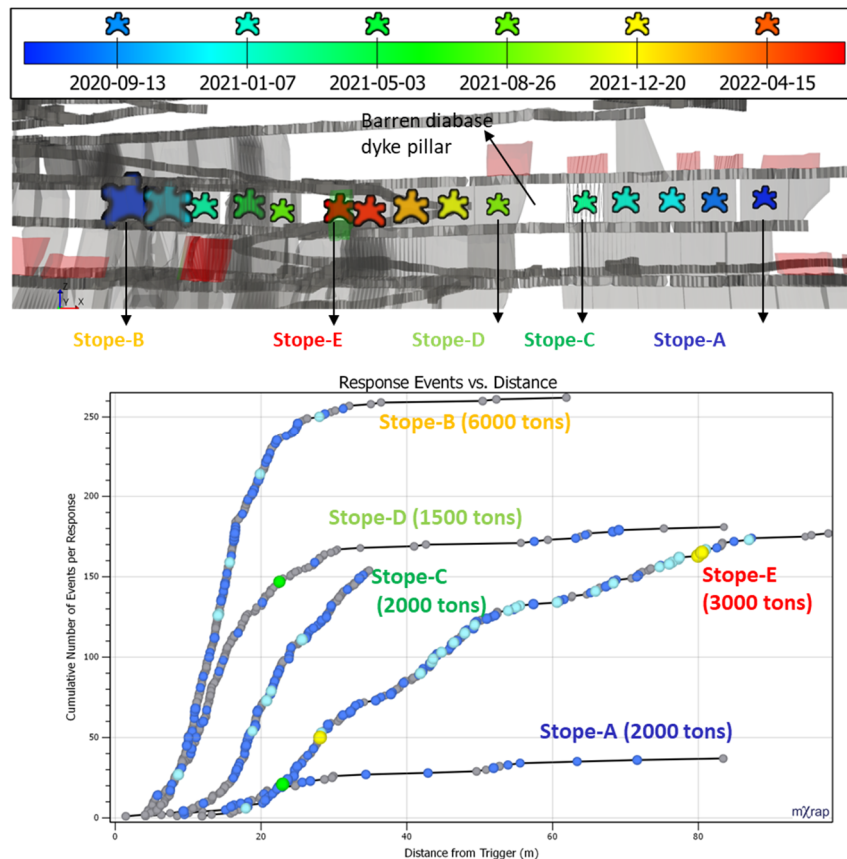 2020-09-13 2021-01-07 2021-05-03 2021-08-26 2021-12-20 2022-04-15
Barren diabase
dyke pillar
Z
Y X
Stope-B Stope-E Stope-D Stope-C Stope-A
Response Events vs. Distance
250
Stope-B (6000 tons)
200
Stope-D (1500 tons)
Stope-C
(2000 tons)
150
Stope-E
(3000 tons)
100
Stope-A (2000 tons)
50
0
mXrap
0 20 40 60 80
Cumulative Number of Events per Response
Distance from Trigger (m)